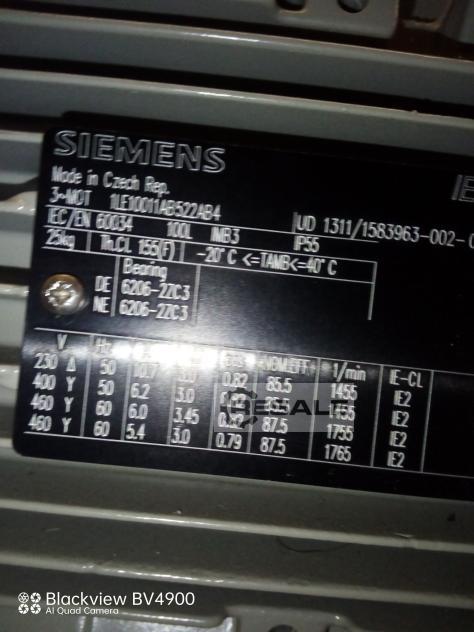 SIEMENS
IE
Made in Czech Rep.
3~MOT 1LE10011AB522AB4 UD 1311/1583963-002-
IEC/EN 60034 100L IMB3 IP55
25kg Th.CL 155(F) -20°C <=TAMB<=40°C
Bearing
DE 6206-2ZC3
NE 6206-2ZC3
V Hz 1/min IE-CL
230 Δ 50 10.7 3.0 0.82 85.5 1455 IE2
400 Y 50 6.2 3.0 85.5 1455 IE2
460 Y 60 6.0 3.45 87.5 1755 IE2
460 Y 60 5.4 3.0 0.79 87.5 1765 IE2
Blackview BV4900
AI Quad Camera